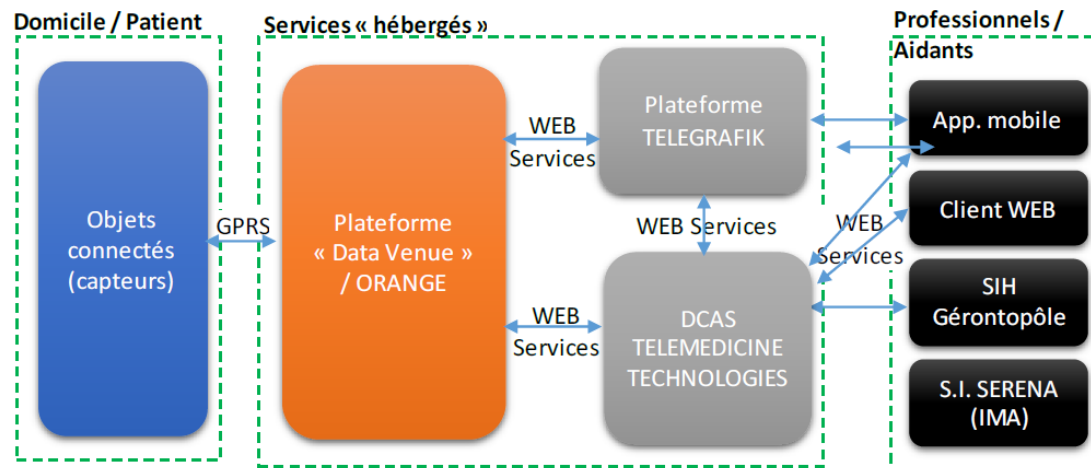 Domicile / Patient
Services « hébergés »
Professionnels /
Aidants
Objets
connectés
(capteurs)
GPRS
Plateforme
« Data Venue »
/ ORANGE
WEB
Services
WEB
Services
Plateforme
TELEGRAFIK
WEB Services
DCAS
TELEMEDICINE
TECHNOLOGIES
WEB
Services
App. mobile
Client WEB
SIH
Gérontopôle
S.I. SERENA
(IMA)